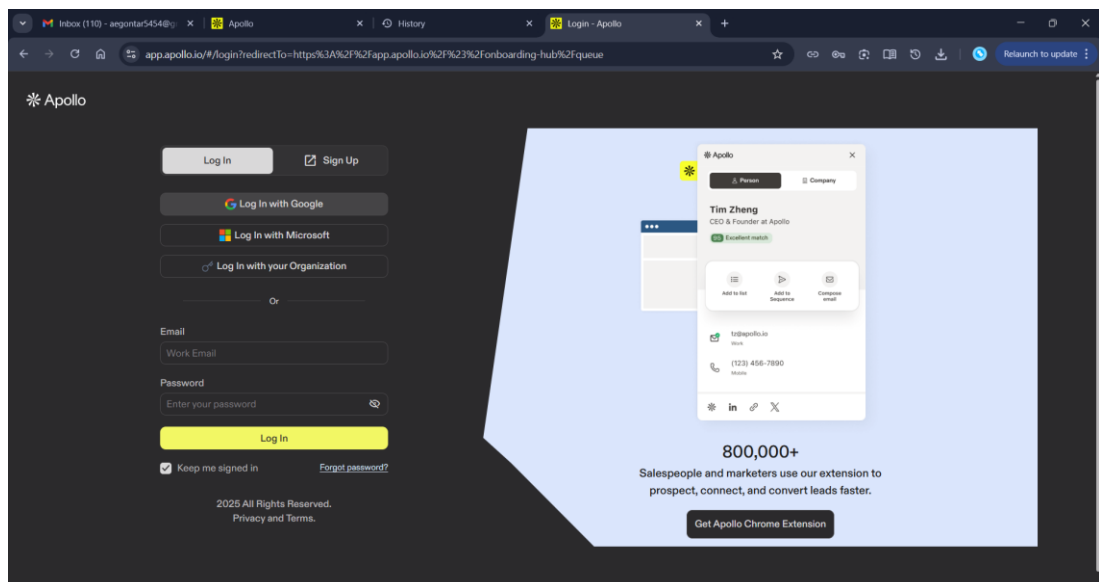 Inbox (110) - aegontar5454@g
Apollo
History
Login - Apollo
app.apollo.io/#/login?redirectTo=https%3A%2F%2Fapp.apollo.io%2F%23%2Fonboarding-hub%2Fqueue
Relaunch to update
Apollo
Log In
Sign Up
Log In with Google
Log In with Microsoft
Log In with your Organization
Or
Email
Work Email
Password
Enter your password
Log In
Keep me signed in
Forgot password?
2025 All Rights Reserved.
Privacy and Terms.
Apollo
Person
Company
Tim Zheng
CEO & Founder at Apollo
Excellent match
Add to list
Add to
Sequence
Compose
email
tz@apollo.io
Work
(123) 456-7890
Mobile
in
800,000+
Salespeople and marketers use our extension to
prospect, connect, and convert leads faster.
Get Apollo Chrome Extension